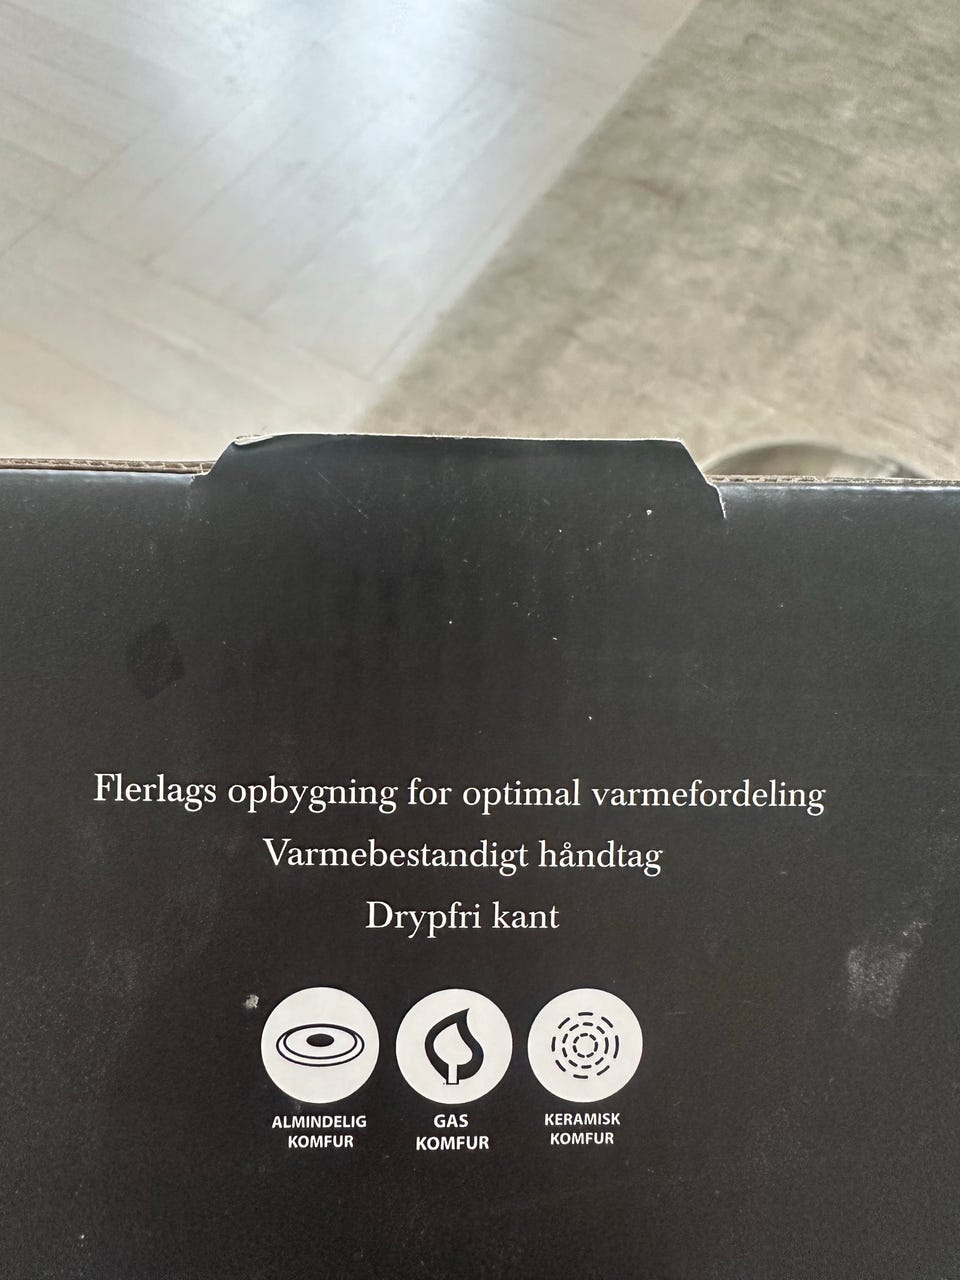 Flerlags opbygning for optimal varmefordeling
Varmebestandigt håndtag
Drypfri kant
ALMINDELIG
KOMFUR
GAS
KOMFUR
KERAMISK
KOMFUR